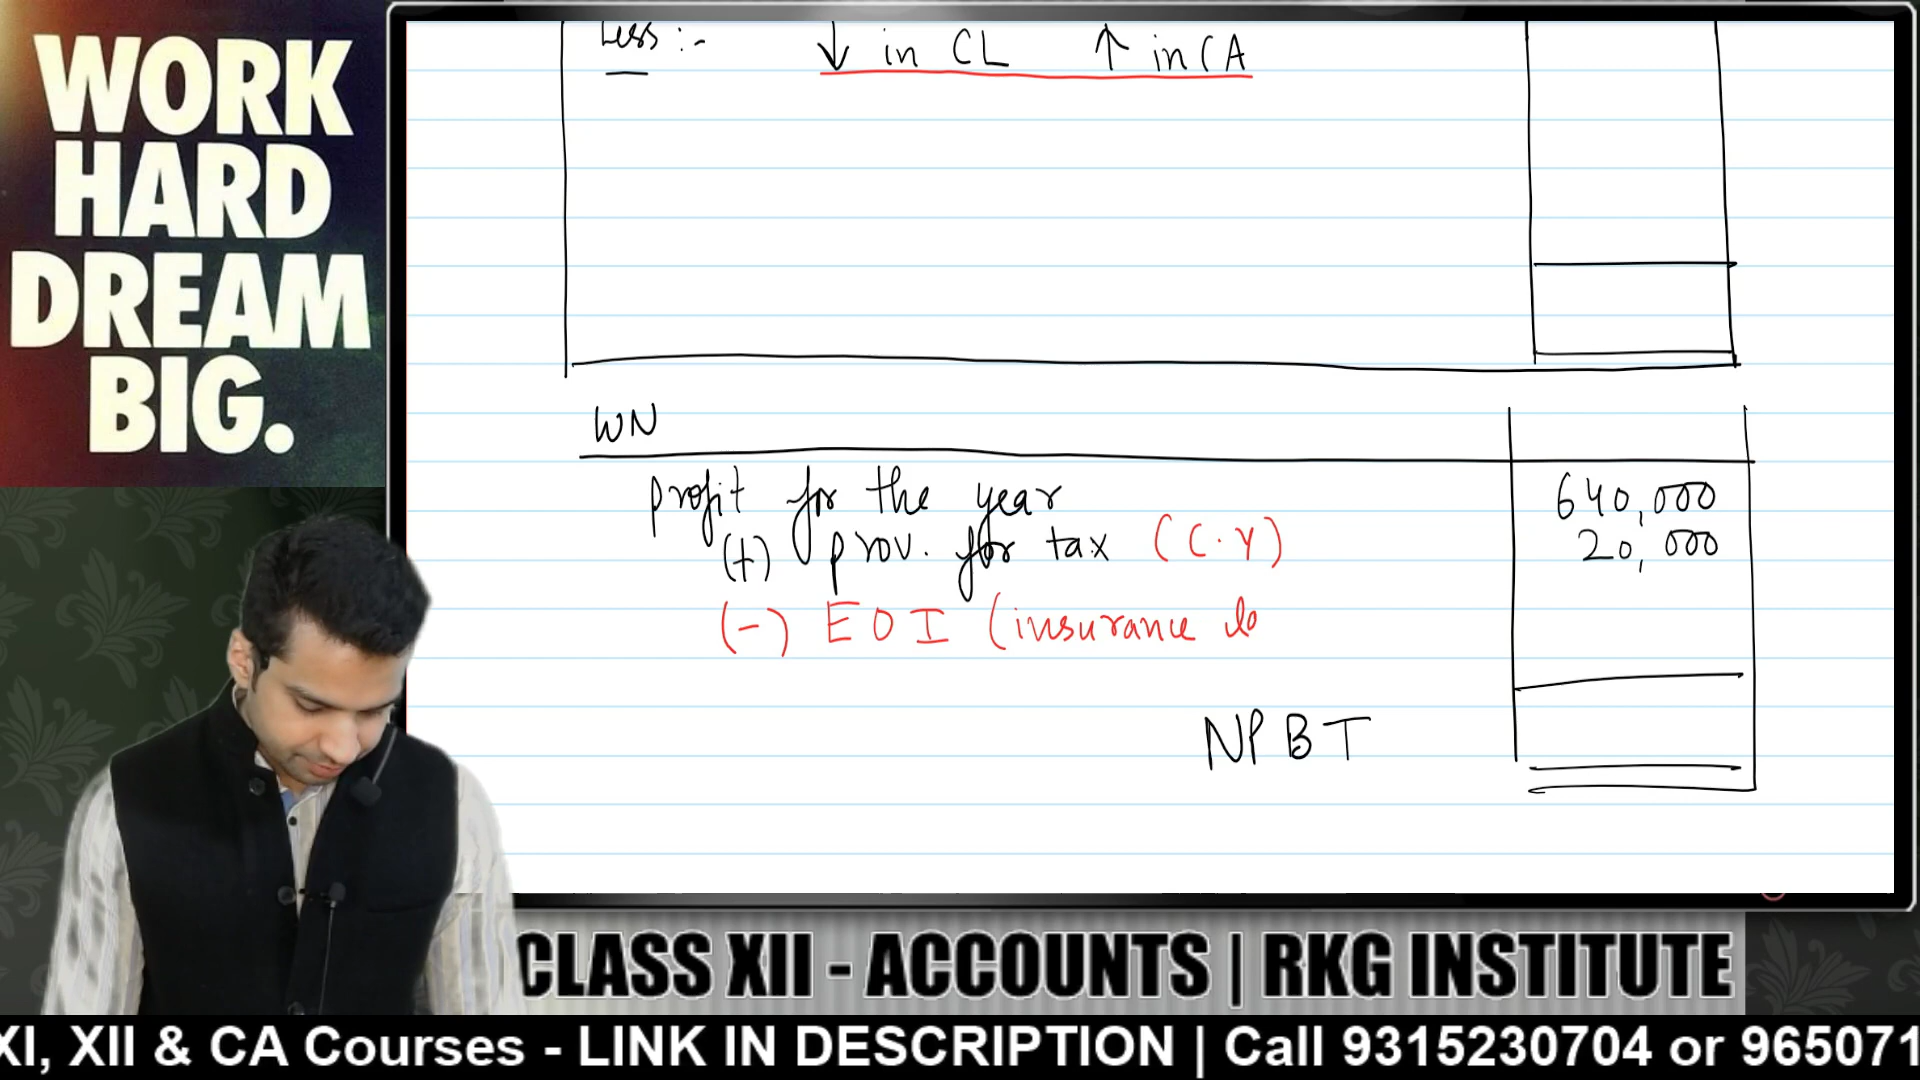 WORK
HARD
DREAM
BIG.
Less :- ↓ in CL ↑ in CA
WN
Profit for the year 640,000
(+) prov. for tax (C.Y) 20,000
(-) EOI (insurance
NPBT
CLASS XII - ACCOUNTS | RKG INSTITUTE
XI, XII & CA Courses - LINK IN DESCRIPTION | Call 9315230704 or 965071